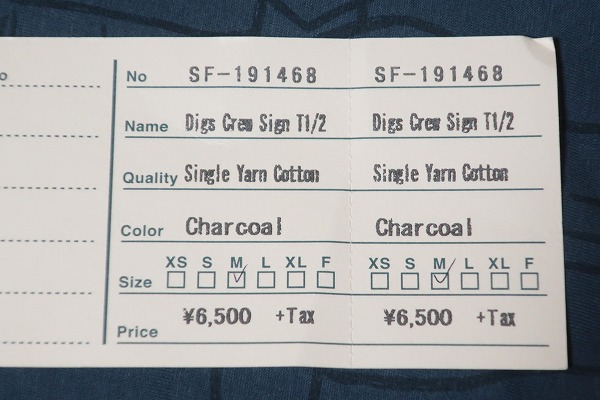 o
No SF-191468 SF-191468
Name Digs Crew Sign T1/2 Digs Crew Sign T1/2
Quality Single Yarn Cotton Single Yarn Cotton
Color Charcoal Charcoal
XS S M L XL F XS S M L XL F
Size
¥6,500 +Tax ¥6,500 +Tax
Price